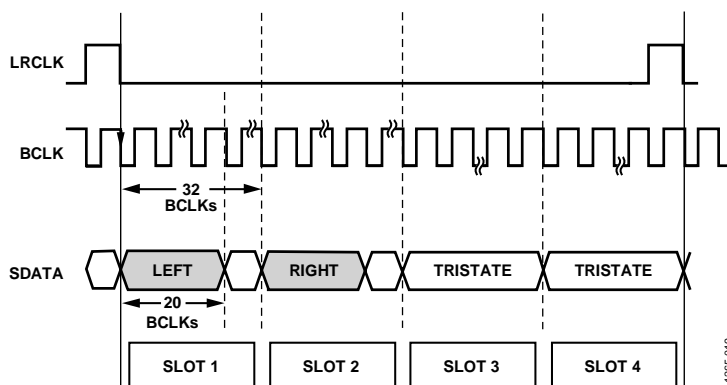 LRCLK
BCLK
32
BCLKs
SDATA
LEFT
RIGHT
TRISTATE
TRISTATE
20
BCLKs
SLOT 1
SLOT 2
SLOT 3
SLOT 4